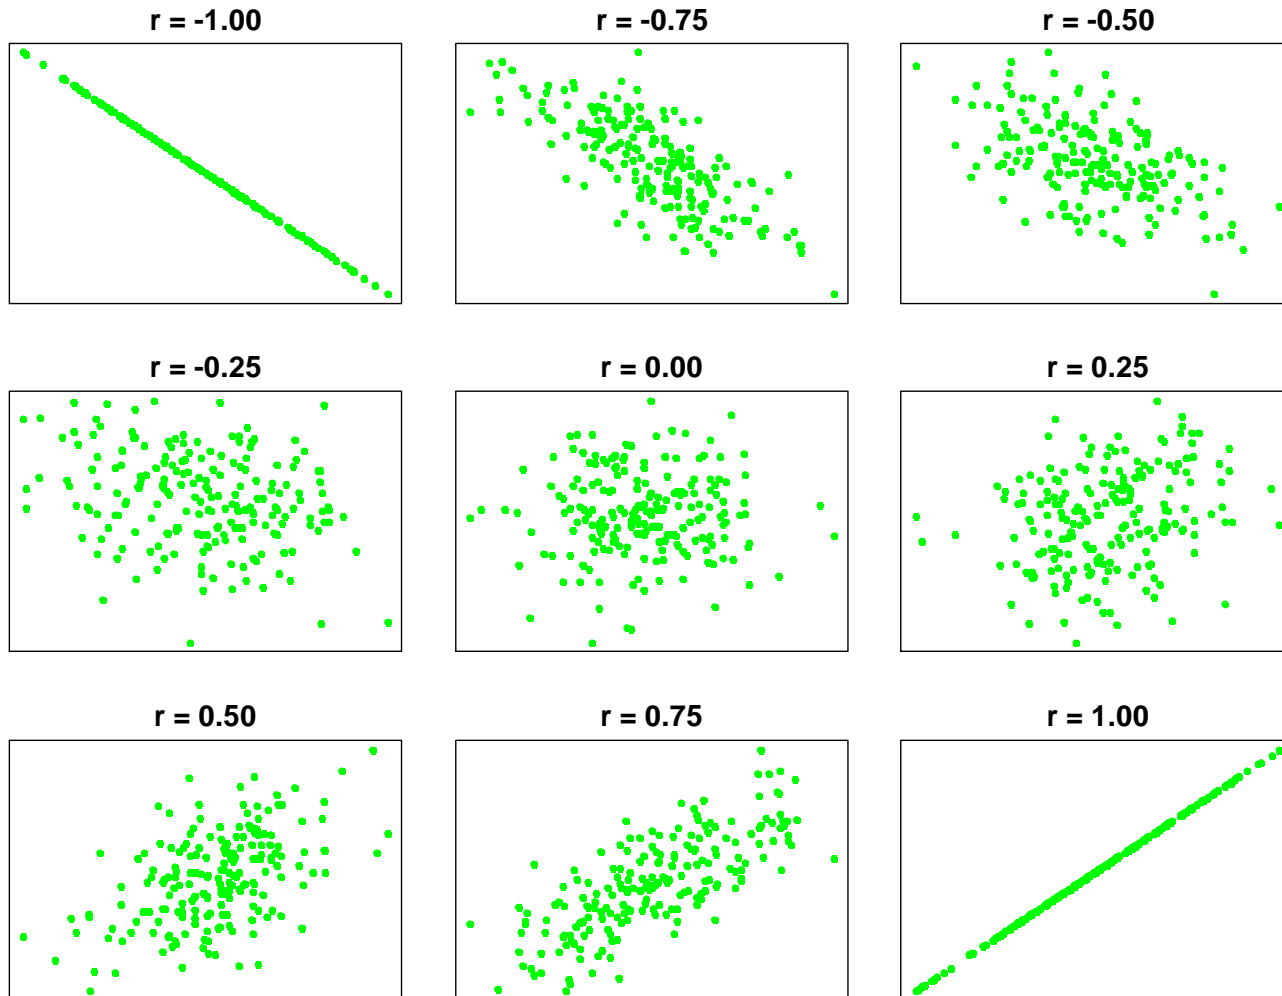 r = -1.00
r = -0.75
r = -0.50
r = -0.25
r = 0.00
r = 0.25
r = 0.50
r = 0.75
r = 1.00